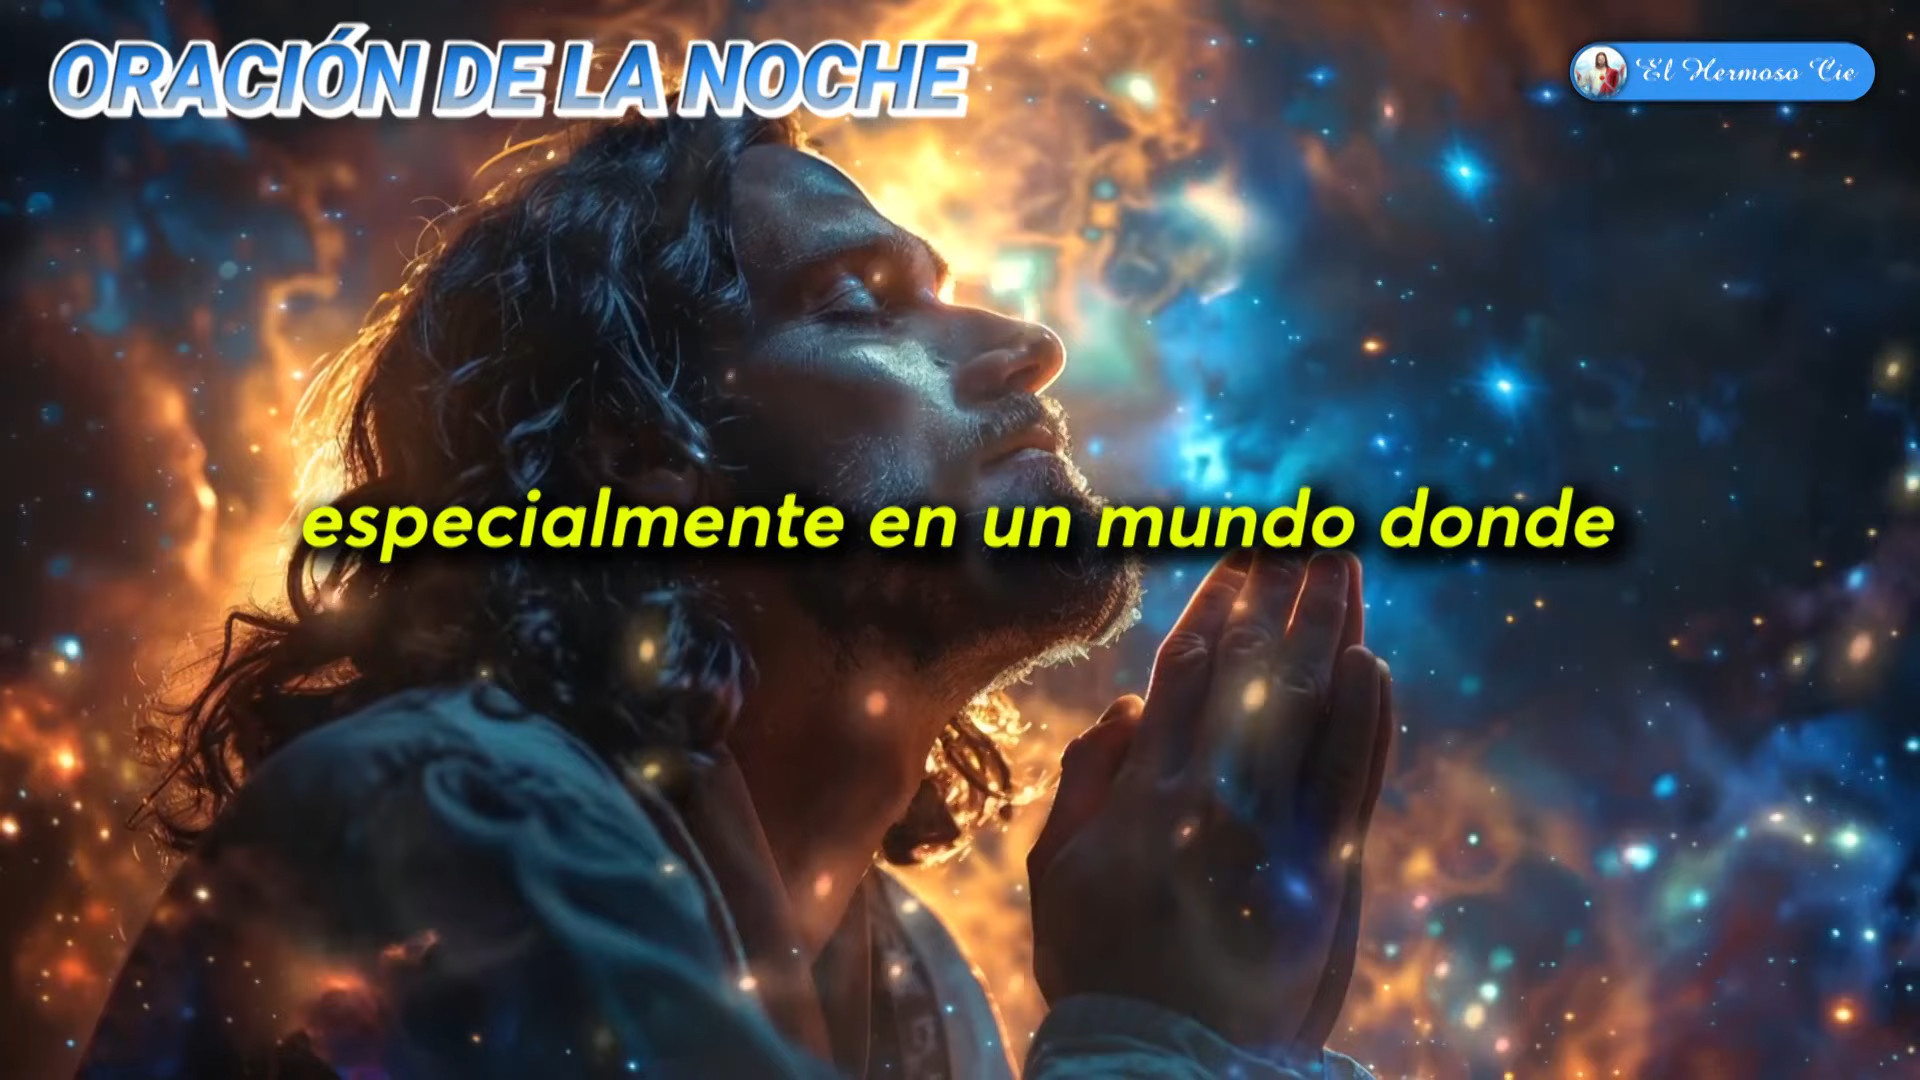 ORACIÓN DE LA NOCHE
El Hermoso Cie
especialmente en un mundo donde